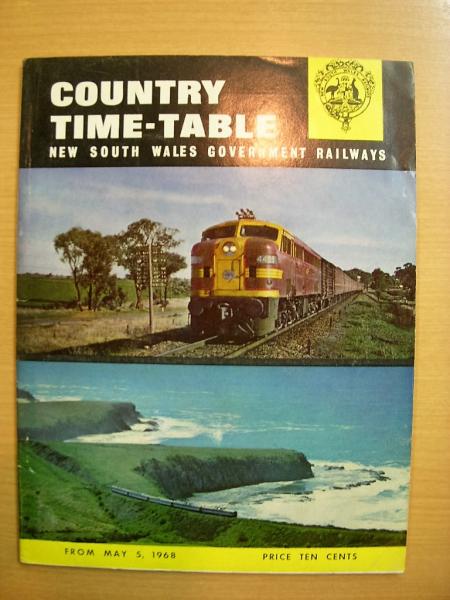 COUNTRY
TIME-TABLE
NEW SOUTH WALES GOVERNMENT RAILWAYS
FROM MAY 5, 1968
PRICE TEN CENTS